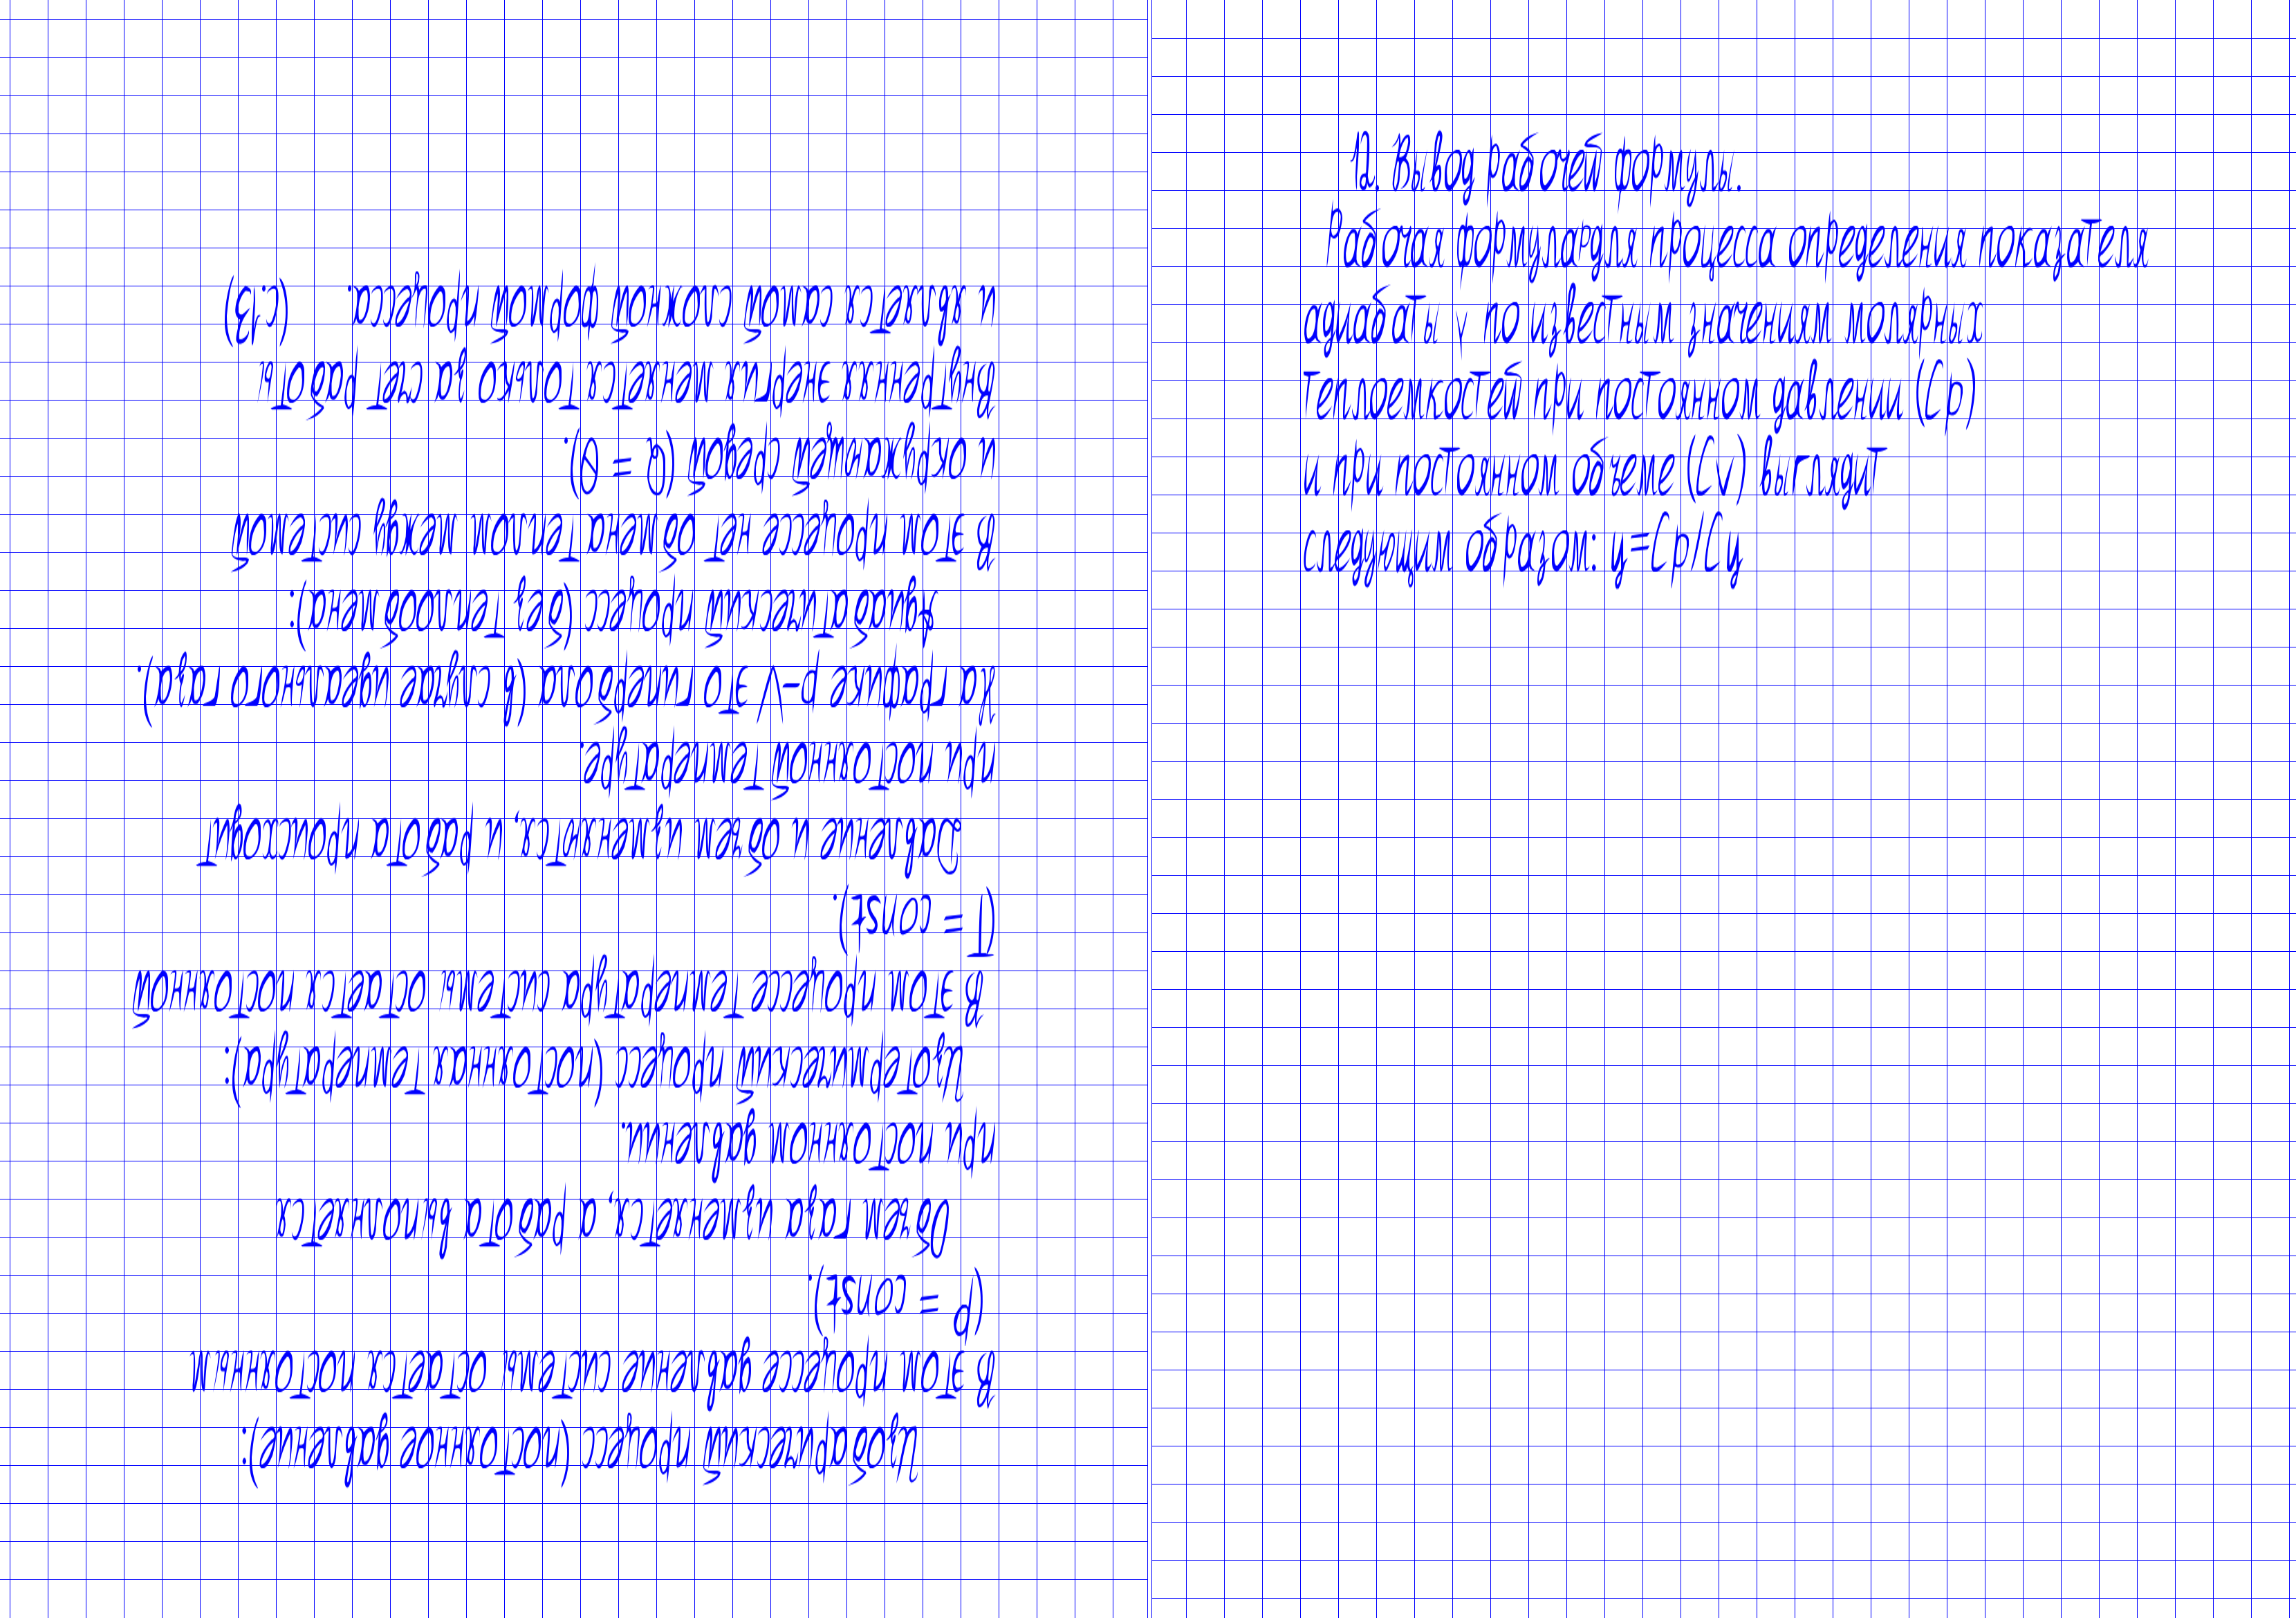 Изобарический процесс (постоянное давление):
В этом процессе давление системы остается постоянным
(p = const).
Объем газа изменяется, а работа выполняется
при постоянном давлении.
Изотермический процесс (постоянная температура):
В этом процессе температура системы остается постоянной
(T = const).
Давление и объем изменяются, и работа происходит
при постоянной температуре.
На графике p-V это гипербола (в случае идеального газа).
Адиабатический процесс (без теплообмена):
В этом процессе нет обмена теплом между системой
и окружающей средой (Q = 0).
Внутренняя энергия меняется только за счет работы
и является самой сложной формой процесса. (с.13)
12. Вывод рабочей формулы.
Рабочая формулардля процесса определения показателя
адиабаты γ по известным значениям молярных
теплоемкостей при постоянном давлении (Cp)
и при постоянном объеме (Cv) выглядит
следующим образом: y=Cp/Cy